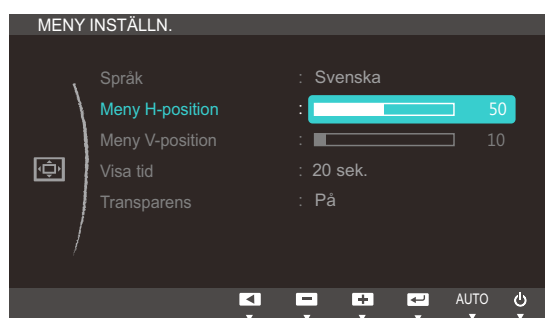 MENY INSTÄLLN.
Språk : Svenska
Meny H-position : 50
Meny V-position : 10
Visa tid : 20 sek.
Transparens : På
AUTO